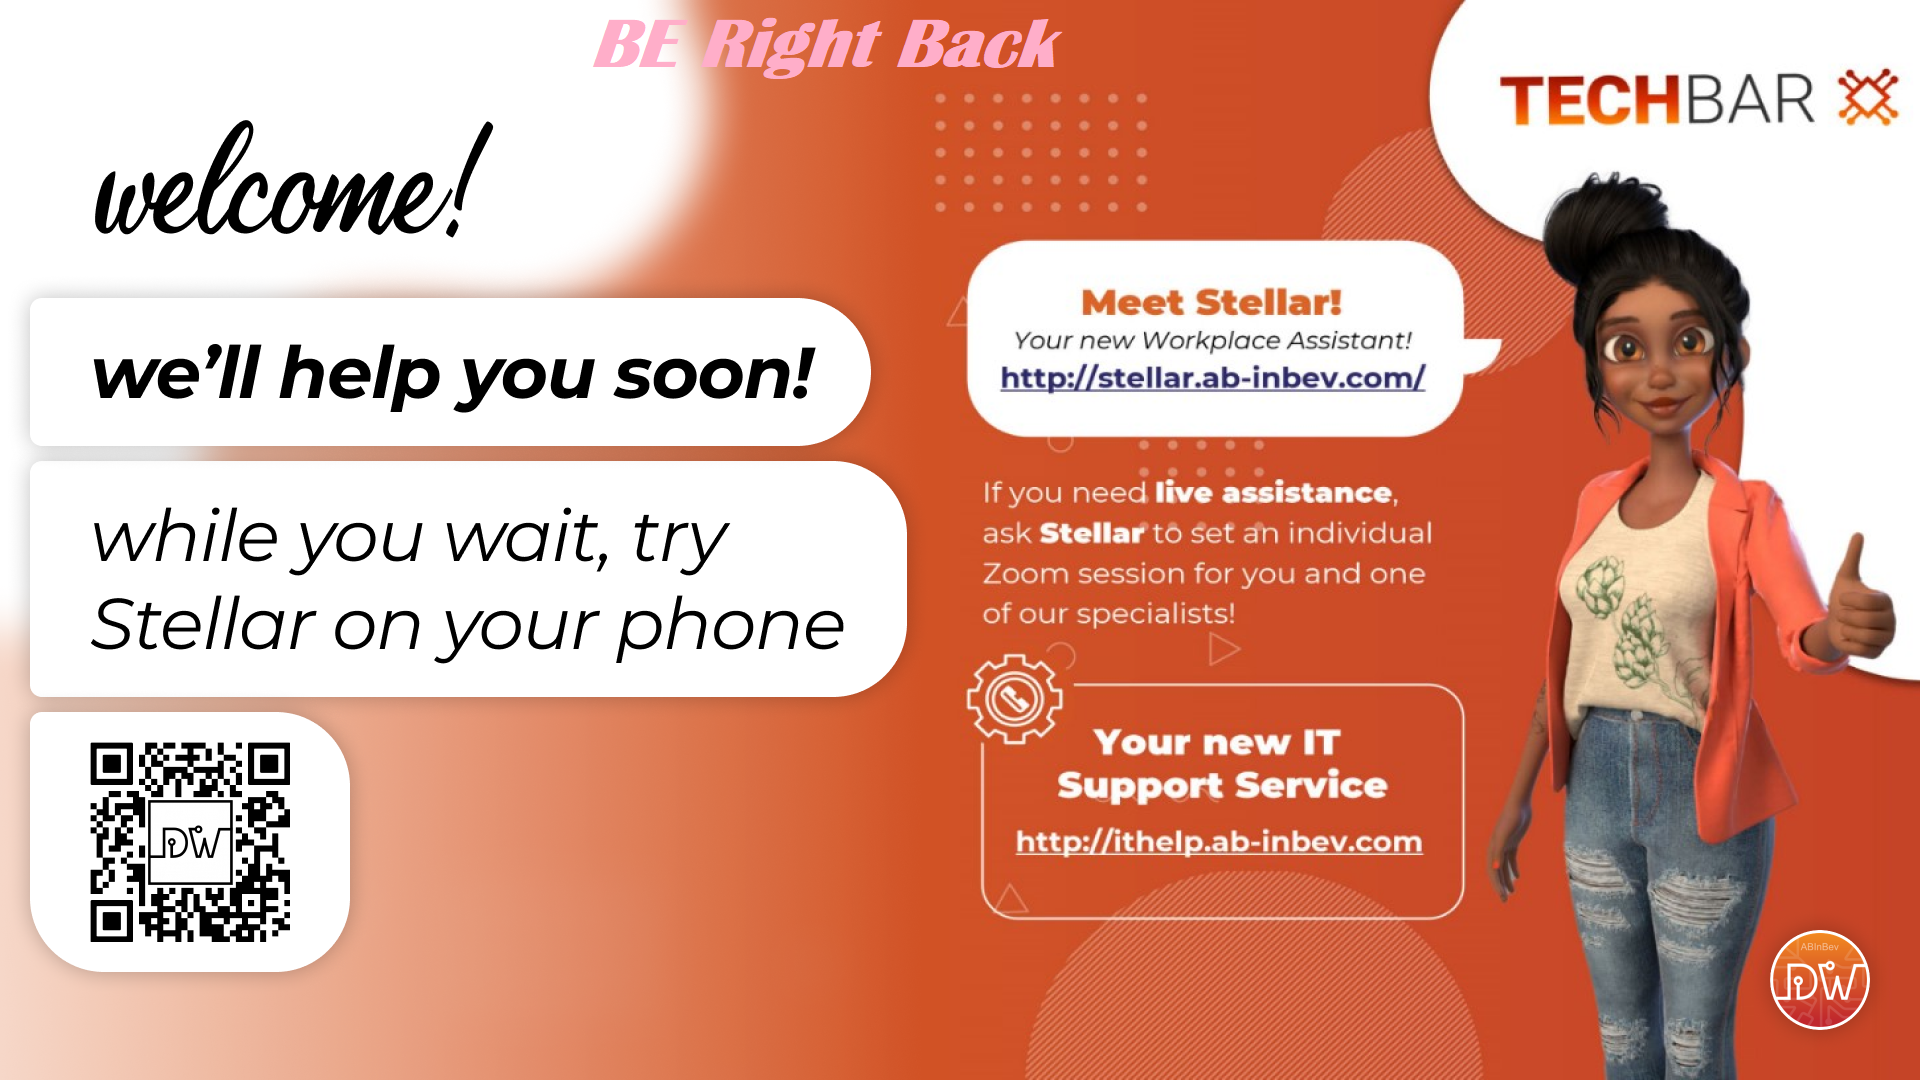 BE Right Back
TECHBAR
welcome!
we’ll help you soon!
while you wait, try
Stellar on your phone
DW
Meet Stellar!
Your new Workplace Assistant!
http://stellar.ab-inbev.com/
If you need live assistance,
ask Stellar to set an individual
Zoom session for you and one
of our specialists!
Your new IT
Support Service
http://ithelp.ab-inbev.com
ABInBev
DW